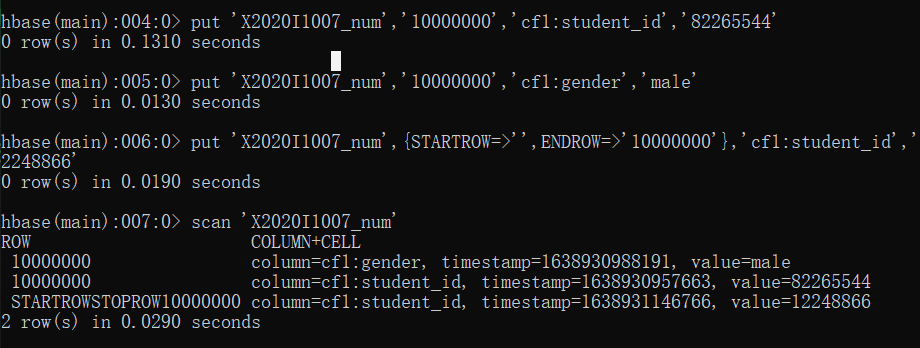 hbase(main):004:0> put 'X2020I1007_num','10000000','cf1:student_id','82265544'
0 row(s) in 0.1310 seconds
hbase(main):005:0> put 'X2020I1007_num','10000000','cf1:gender','male'
0 row(s) in 0.0130 seconds
hbase(main):006:0> put 'X2020I1007_num',{STARTROW=>'',ENDROW=>'10000000'},'cf1:student_id','
2248866'
0 row(s) in 0.0190 seconds
hbase(main):007:0> scan 'X2020I1007_num'
ROW COLUMN+CELL
10000000 column=cf1:gender, timestamp=1638930988191, value=male
10000000 column=cf1:student_id, timestamp=1638930957663, value=82265544
STARTROWSTOPROW10000000 column=cf1:student_id, timestamp=1638931146766, value=12248866
2 row(s) in 0.0290 seconds